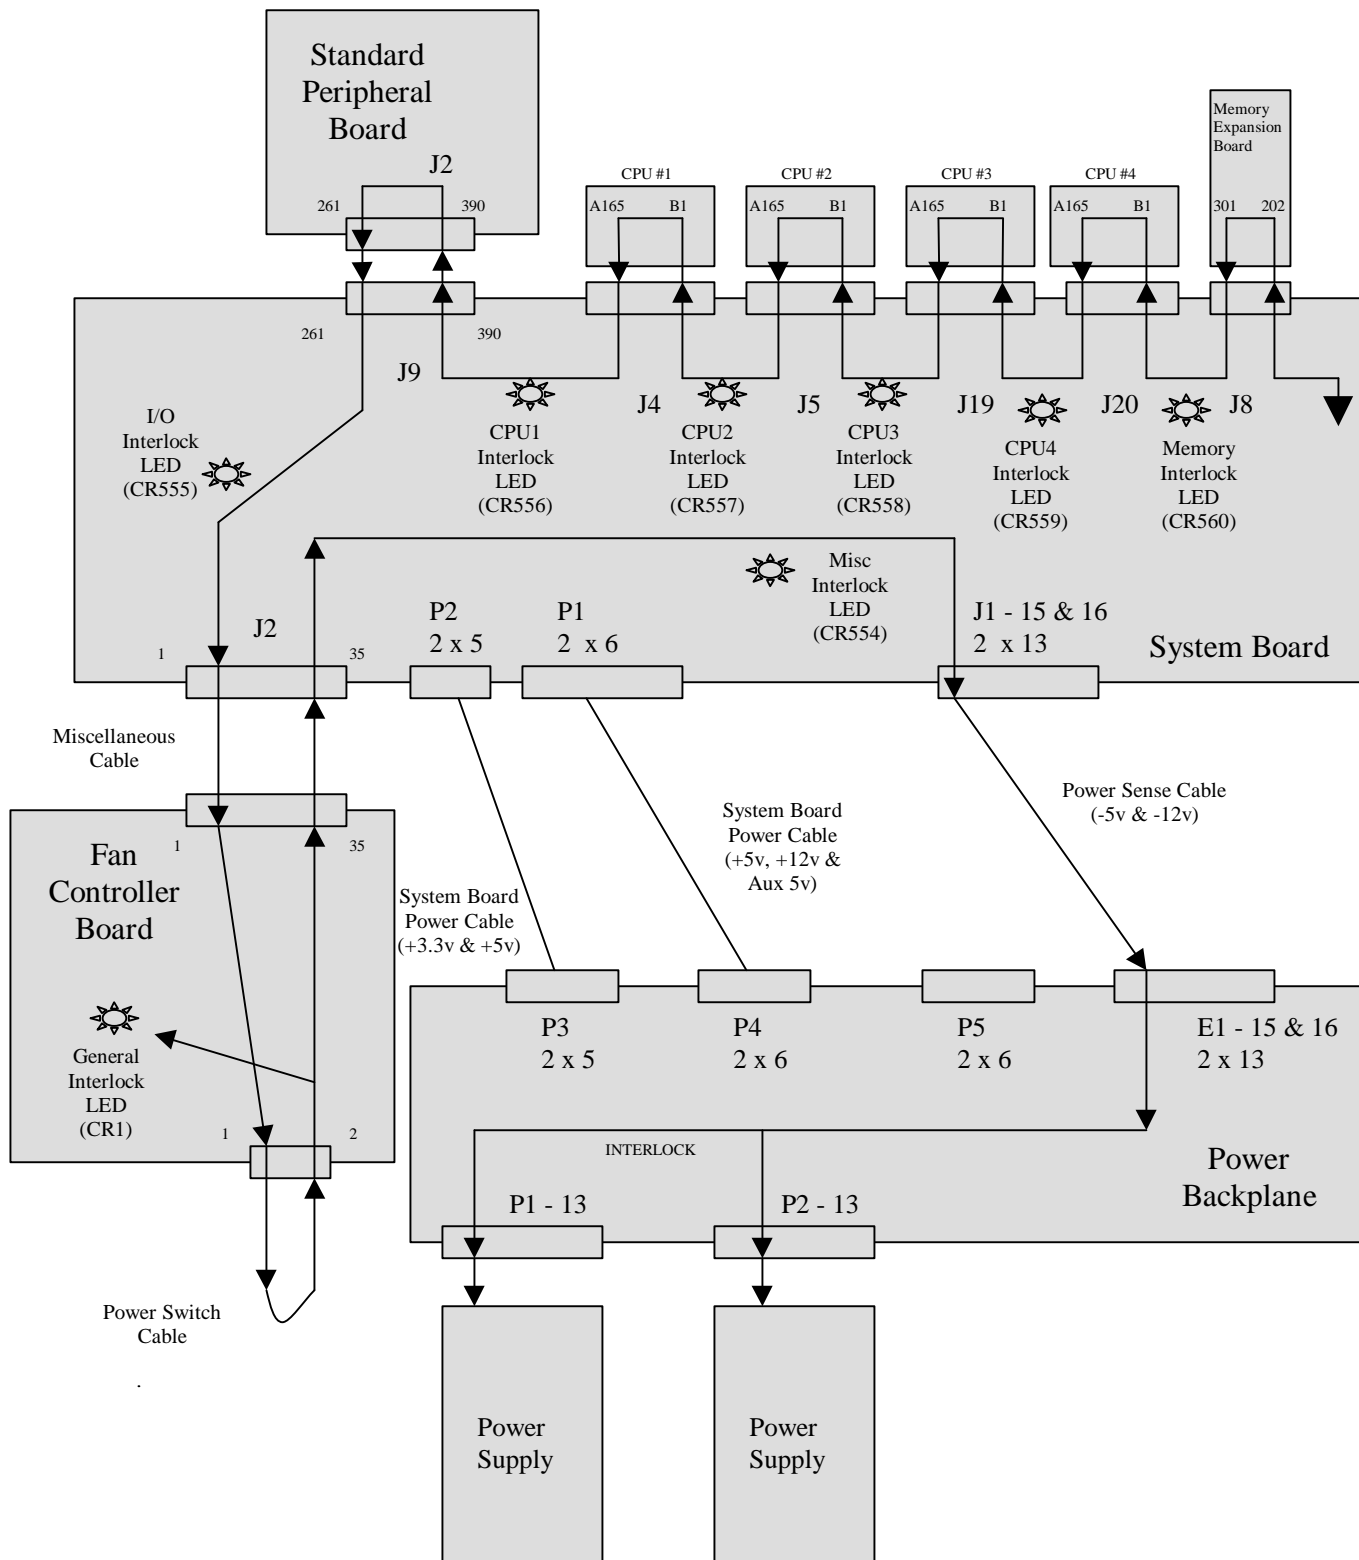 Standard
Peripheral
Board
J2
261
390
CPU #1
A165
B1
CPU #2
A165
B1
CPU #3
A165
B1
CPU #4
A165
B1
Memory
Expansion
Board
301
202
261
390
J9
I/O
Interlock
LED
(CR555)
CPU1
Interlock
LED
(CR556)
J4
CPU2
Interlock
LED
(CR557)
J5
CPU3
Interlock
LED
(CR558)
J19
CPU4
Interlock
LED
(CR559)
J20
Memory
Interlock
LED
(CR560)
J8
Misc
Interlock
LED
(CR554)
J2
1
35
P2
2 x 5
P1
2 x 6
J1 - 15 & 16
2 x 13
System Board
Miscellaneous
Cable
1
35
Fan
Controller
Board
General
Interlock
LED
(CR1)
1
2
System Board
Power Cable
(+3.3v & +5v)
System Board
Power Cable
(+5v, +12v &
Aux 5v)
Power Sense Cable
(-5v & -12v)
P3
2 x 5
P4
2 x 6
P5
2 x 6
E1 - 15 & 16
2 x 13
INTERLOCK
Power
Backplane
P1 - 13
P2 - 13
Power Switch
Cable
.
Power
Supply
Power
Supply